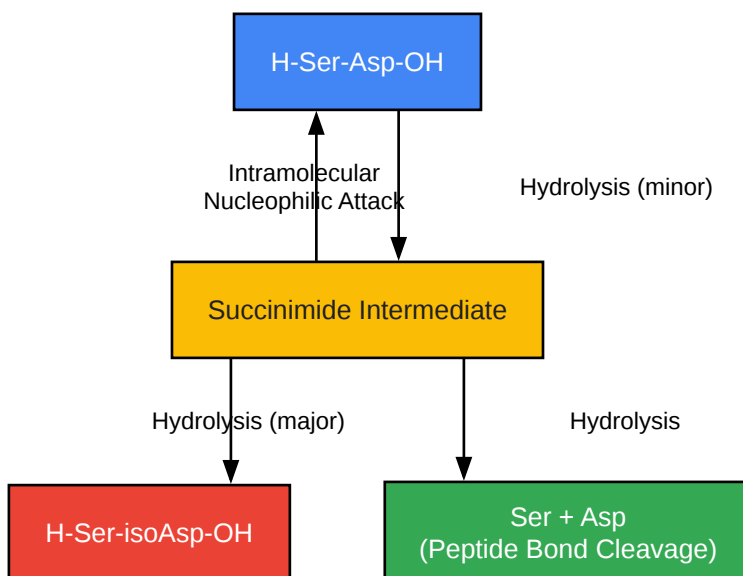 H-Ser-Asp-OH
Intramolecular
Nucleophilic Attack
Hydrolysis (minor)
Succinimide Intermediate
Hydrolysis (major)
Hydrolysis
H-Ser-isoAsp-OH
Ser + Asp
(Peptide Bond Cleavage)